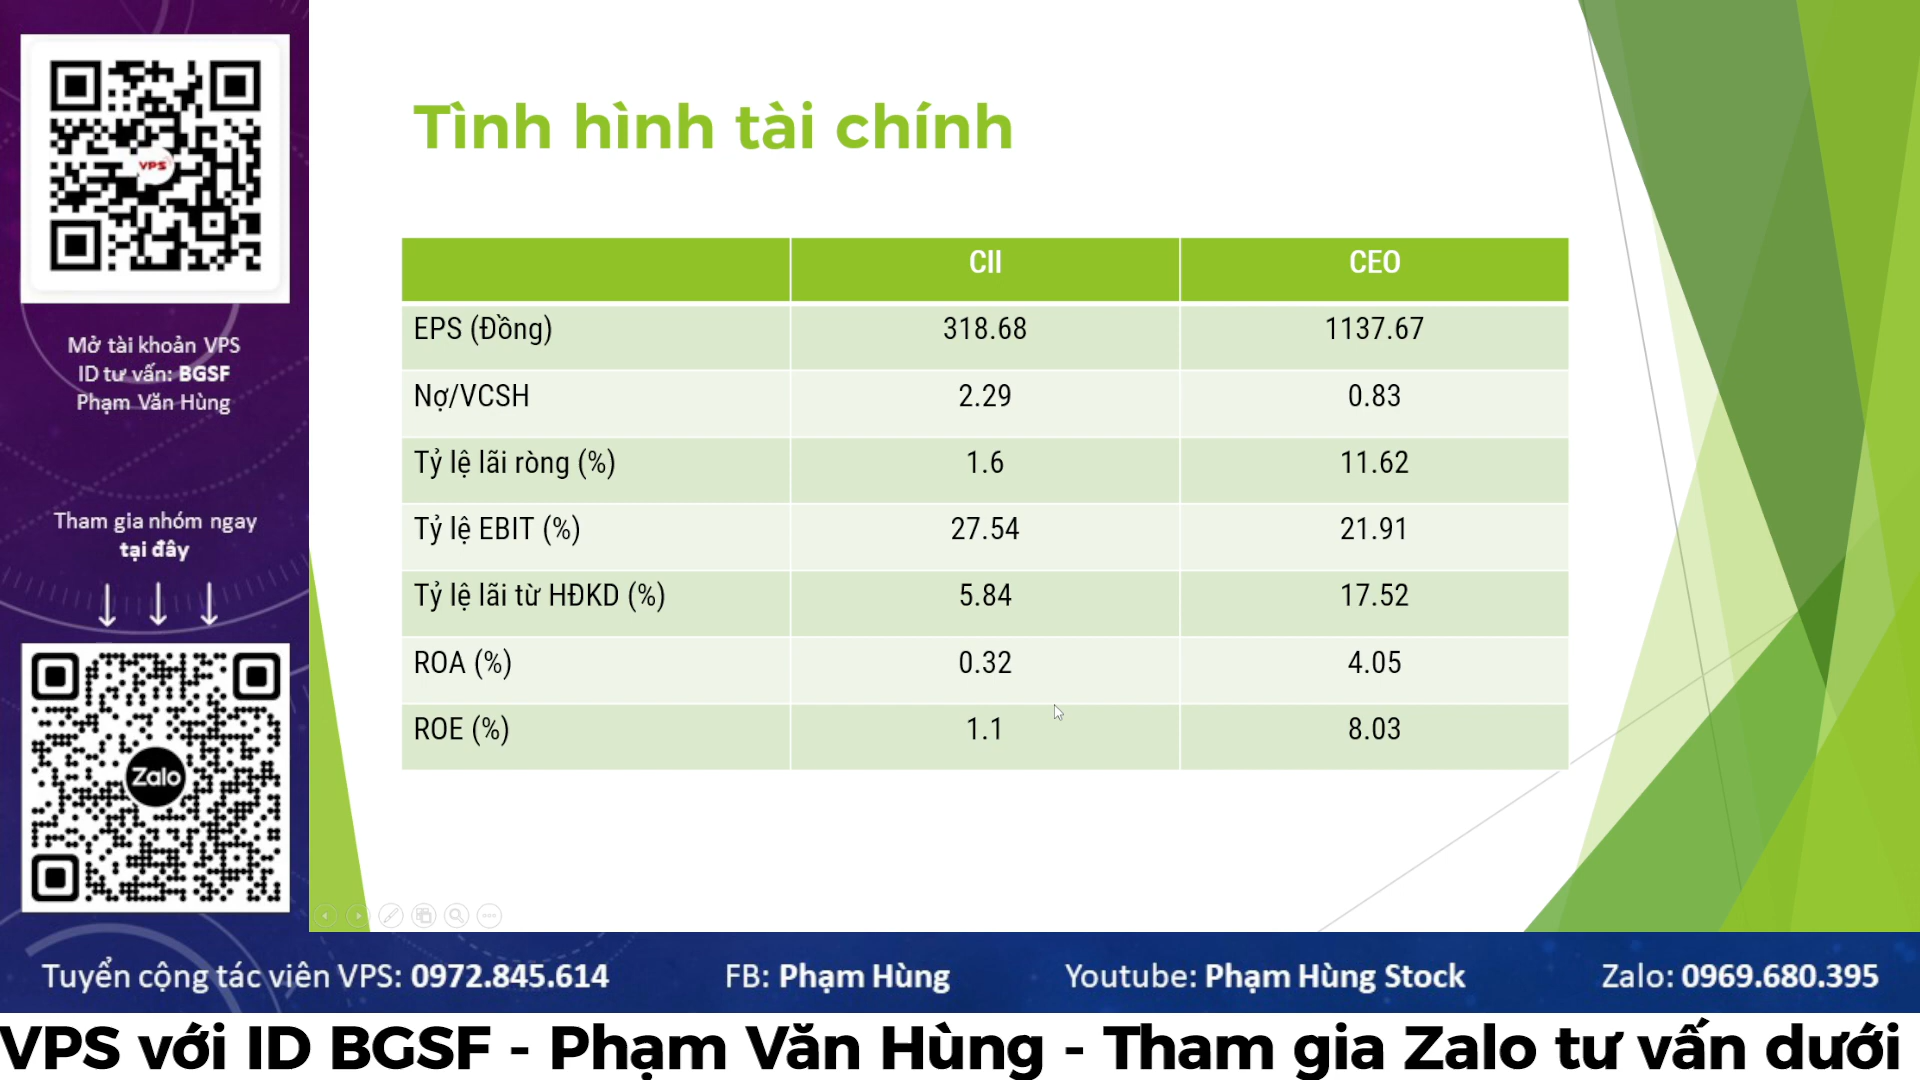 VPS
Mở tài khoản VPS
ID tư vấn: BGSF
Phạm Văn Hùng
Tham gia nhóm ngay
tại đây
Zalo
Tình hình tài chính
CII CEO
EPS (Đồng) 318.68 1137.67
Nợ/VCSH 2.29 0.83
Tỷ lệ lãi ròng (%) 1.6 11.62
Tỷ lệ EBIT (%) 27.54 21.91
Tỷ lệ lãi từ HĐKD (%) 5.84 17.52
ROA (%) 0.32 4.05
ROE (%) 1.1 8.03
Tuyển cộng tác viên VPS: 0972.845.614 FB: Phạm Hùng Youtube: Phạm Hùng Stock Zalo: 0969.680.395
VPS với ID BGSF - Phạm Văn Hùng - Tham gia Zalo tư vấn dưới